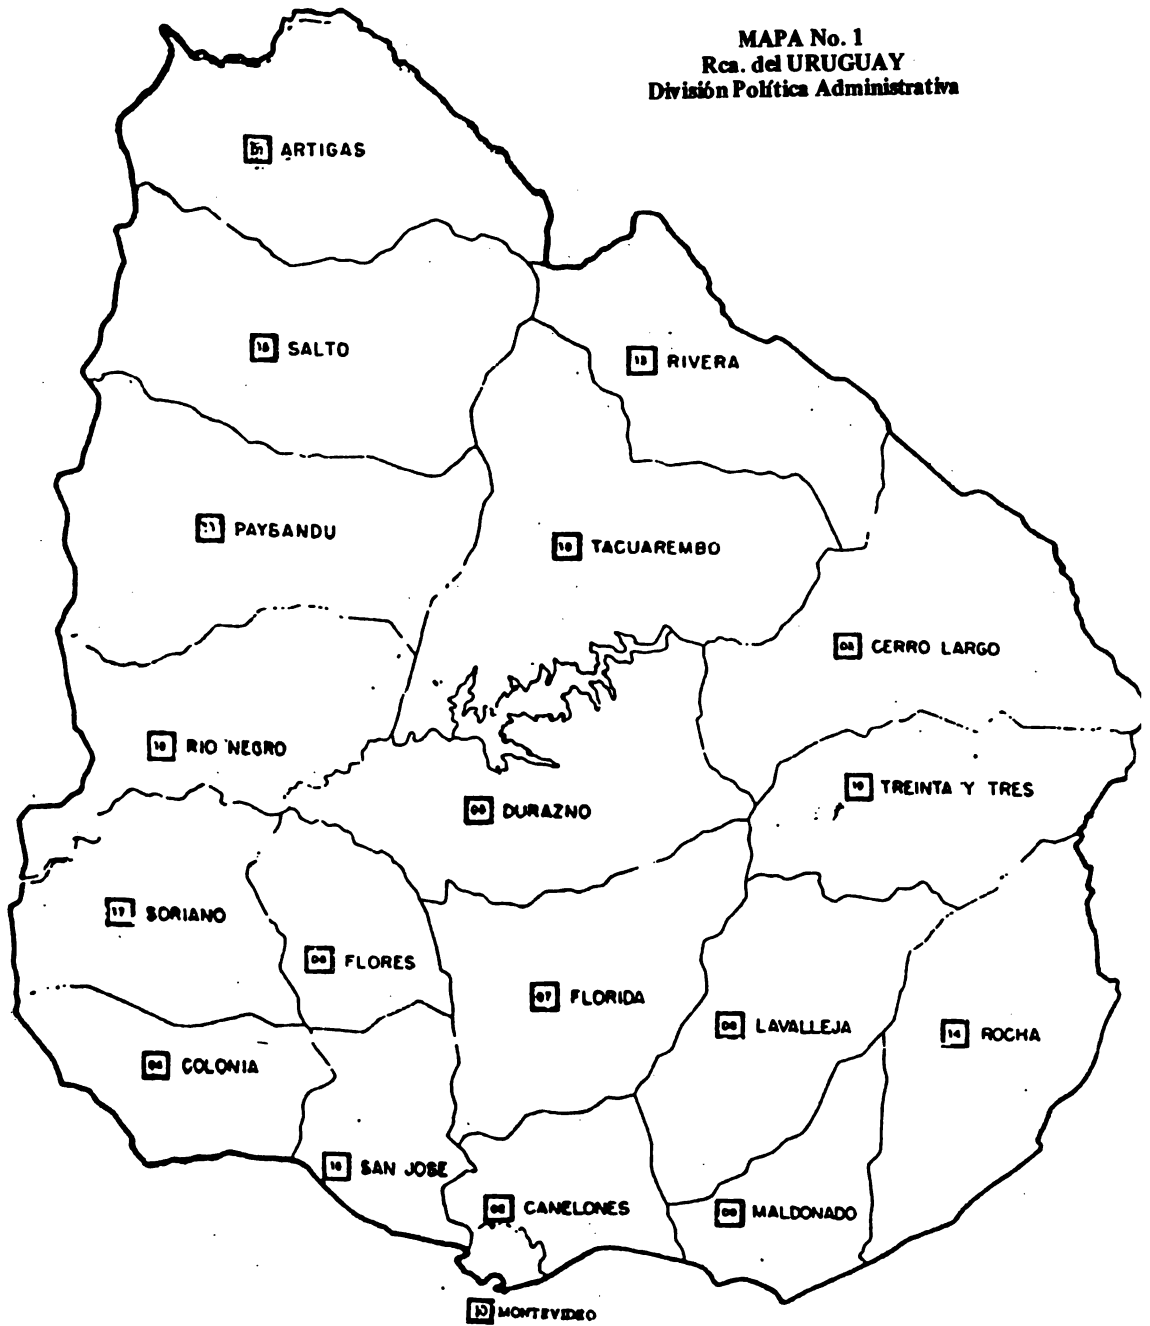 MAPA No. 1
Rca. del URUGUAY
División Política Administrativa
ARTIGAS
SALTO
13 RIVERA
PAYSANDU
TACUAREMBO
CERRO LARGO
RIO NEGRO
TREINTA Y TRES
DURAZNO
17 SORIANO
FLORES
07 FLORIDA
LAVALLEJA
14 ROCHA
COLONIA
SAN JOSE
CANELONES
MALDONADO
MONTEVIDEO